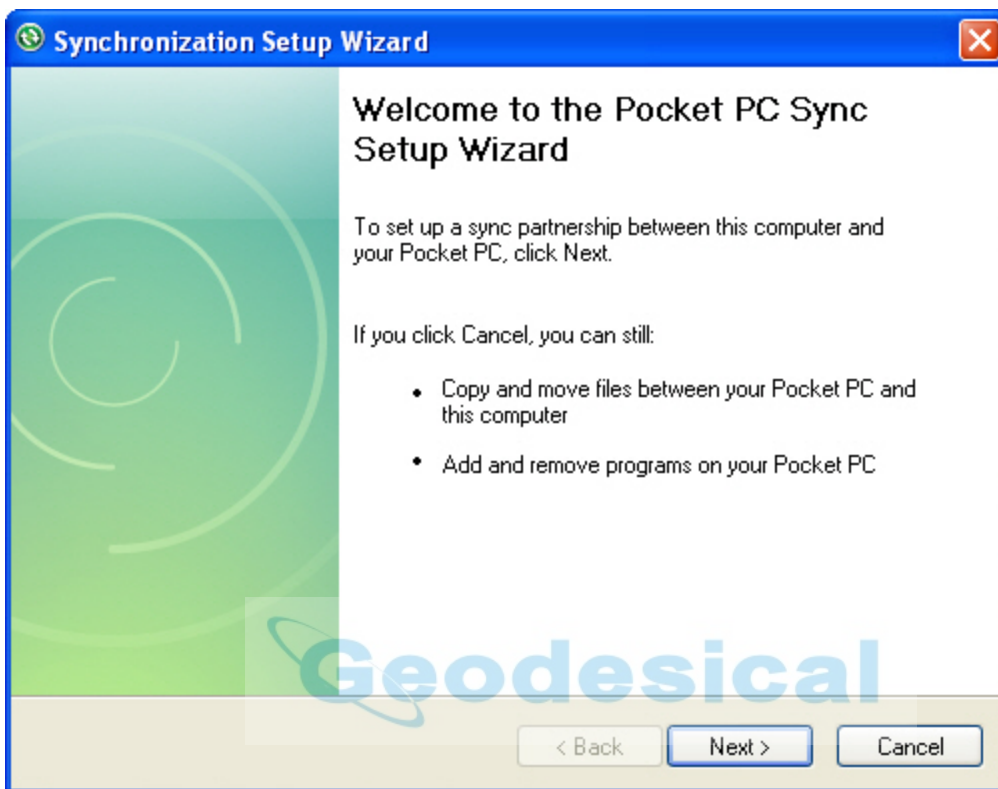 Synchronization Setup Wizard
Welcome to the Pocket PC Sync
Setup Wizard
To set up a sync partnership between this computer and
your Pocket PC, click Next.
If you click Cancel, you can still:
• Copy and move files between your Pocket PC and
this computer
• Add and remove programs on your Pocket PC
Geodesical
< Back Next > Cancel